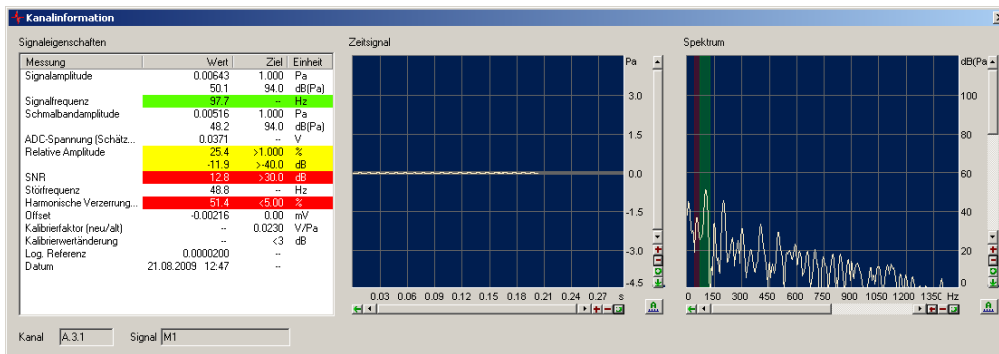 Kanalinformation
Signaleigenschaften
Messung Wert Ziel Einheit
Signalamplitude 0.00643 1.000 Pa
50.1 94.0 dB(Pa)
Signalfrequenz 97.7 -- Hz
Schmalbandamplitude 0.00516 1.000 Pa
48.2 94.0 dB(Pa)
ADC-Spannung (Schätz... 0.0371 -- V
Relative Amplitude 25.4 >1.000 %
-11.9 >-40.0 dB
SNR 12.8 >30.0 dB
Störfrequenz 48.8 -- Hz
Harmonische Verzerrung... 51.4 <5.00 %
Offset -0.00216 0.00 mV
Kalibrierfaktor (neu/alt) -- 0.0230 V/Pa
Kalibrierwertänderung -- <3 dB
Log. Referenz 0.0000200 --
Datum 21.08.2009 12:47 --
Zeitsignal
Pa
3.0
1.5
0.0
-1.5
-3.0
-4.5
0.03 0.06 0.09 0.12 0.15 0.18 0.21 0.24 0.27 s
Spektrum
dB(Pa
100
80
60
40
20
0
0 150 300 450 600 750 900 1050 1200 1350 Hz
Kanal A.3.1 Signal M1